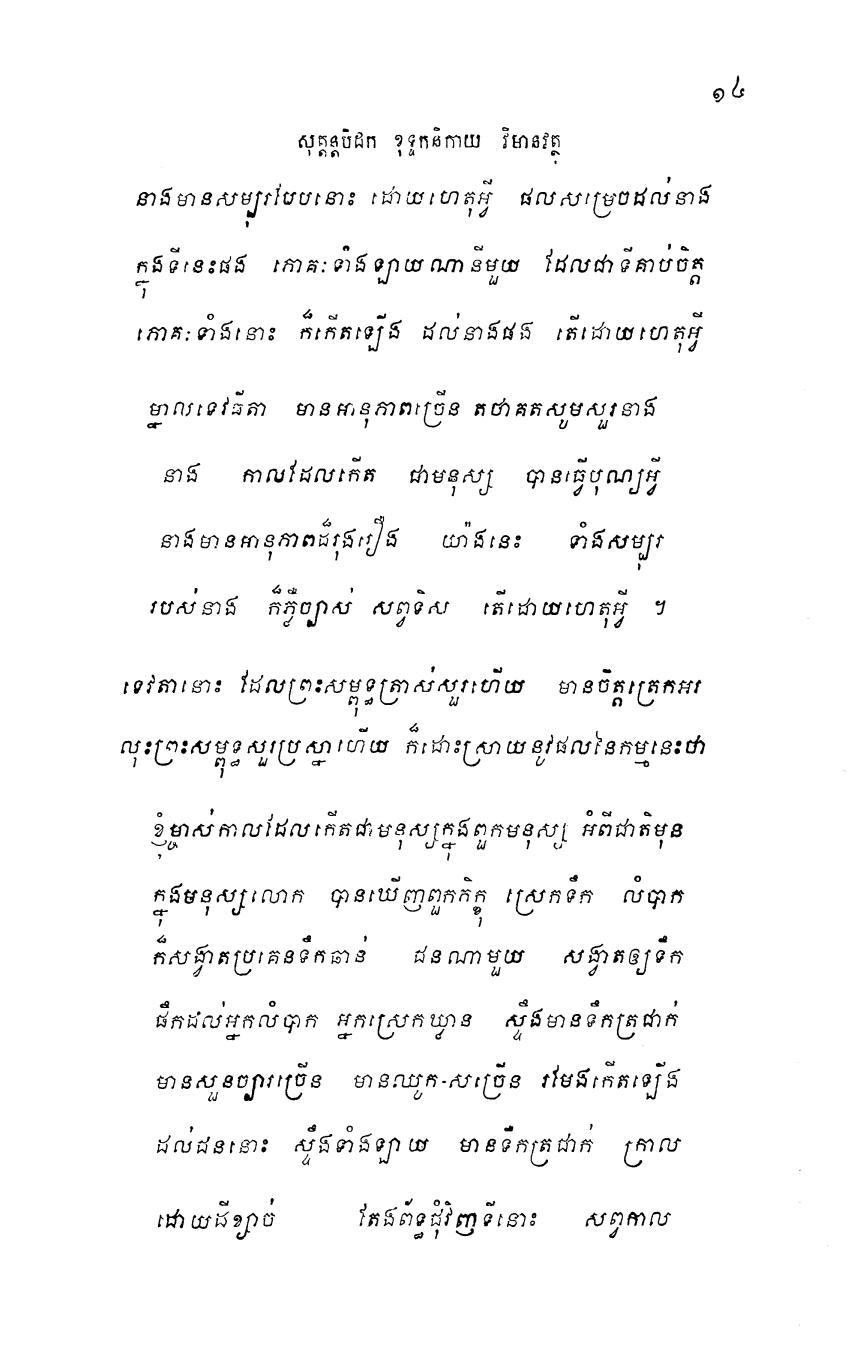 ១៤
សុត្តន្តបិដក ខុទ្ទកនិកាយ វិមានវត្ថុ
នាងមានសម្បុរបែបនោះ ដោយហេតុអ្វី ផលសម្រេចដល់នាង
ក្នុងទីនេះផង ភោគៈទាំងឡាយណានីមួយ ដែលជាទីគាប់ចិត្ត
ភោគៈទាំងនោះ ក៏កើតឡើង ដល់នាងផង តើដោយហេតុអ្វី
ម្នាលទេវធីតា មានអានុភាពច្រើន តថាគតសូមសួរនាង
នាង កាលដែលកើត ជាមនុស្ស បានធ្វើបុណ្យអ្វី
នាងមានអានុភាពដ៏រុងរឿង យ៉ាងនេះ ទាំងសម្បុរ
របស់នាង ក៏ភ្លឺច្បាស់ សព្វទិស តើដោយហេតុអ្វី ។
ទេវតានោះ ដែលព្រះសម្ពុទ្ធត្រាស់សួរហើយ មានចិត្តត្រេកអរ
លុះព្រះសម្ពុទ្ធសួរប្រស្នាហើយ ក៏ដោះស្រាយនូវផលនៃកម្មនេះថា
ខ្ញុំម្ចាស់កាលដែលកើតជាមនុស្សក្នុងពួកមនុស្ស អំពីជាតិមុន
ក្នុងមនុស្សលោក បានឃើញពួកភិក្ខុ ស្រេកទឹក លំបាក
ក៏សង្វាតប្រគេនទឹកឆាន់ ជនណាមួយ សង្វាតឲ្យទឹក
ផឹកដល់អ្នកលំបាក អ្នកស្រេកឃ្លាន ស្ទឹងមានទឹកត្រជាក់
មានសួនច្បារច្រើន មានឈូក-សច្រើន រមែងកើតឡើង
ដល់ជននោះ ស្ទឹងទាំងឡាយ មានទឹកត្រជាក់ ក្រាល
ដោយដីខ្សាច់ តែងព័ទ្ធជុំវិញទីនោះ សព្វកាល